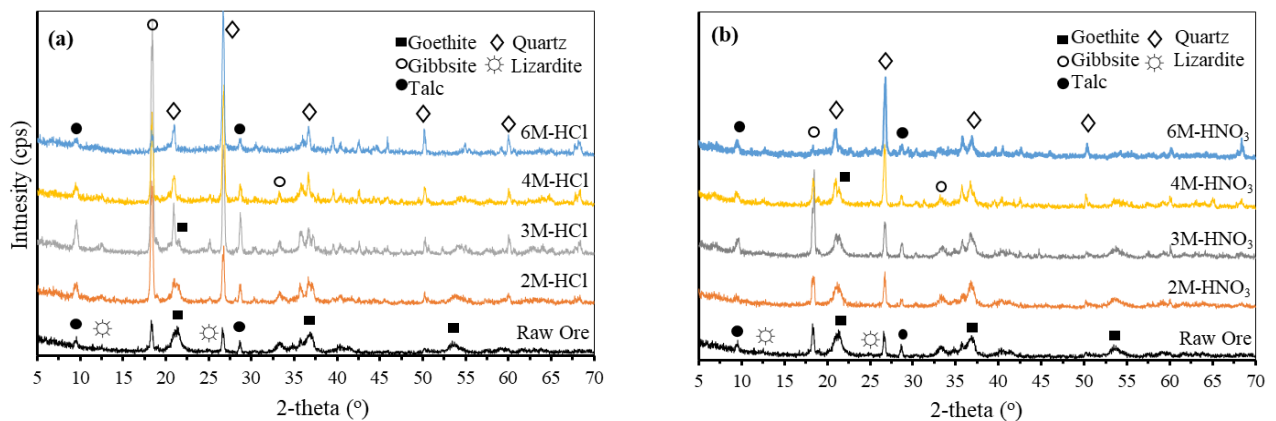 (a)
Goethite Quartz
Gibbsite Lizardite
Talc
6M-HCl
4M-HCl
3M-HCl
2M-HCl
Raw Ore
Intnesity (cps)
5 10 15 20 25 30 35 40 45 50 55 60 65 70
2-theta (o)
(b)
Goethite Quartz
Gibbsite Lizardite
Talc
6M-HNO3
4M-HNO3
3M-HNO3
2M-HNO3
Raw Ore
5 10 15 20 25 30 35 40 45 50 55 60 65 70
2-theta (o)